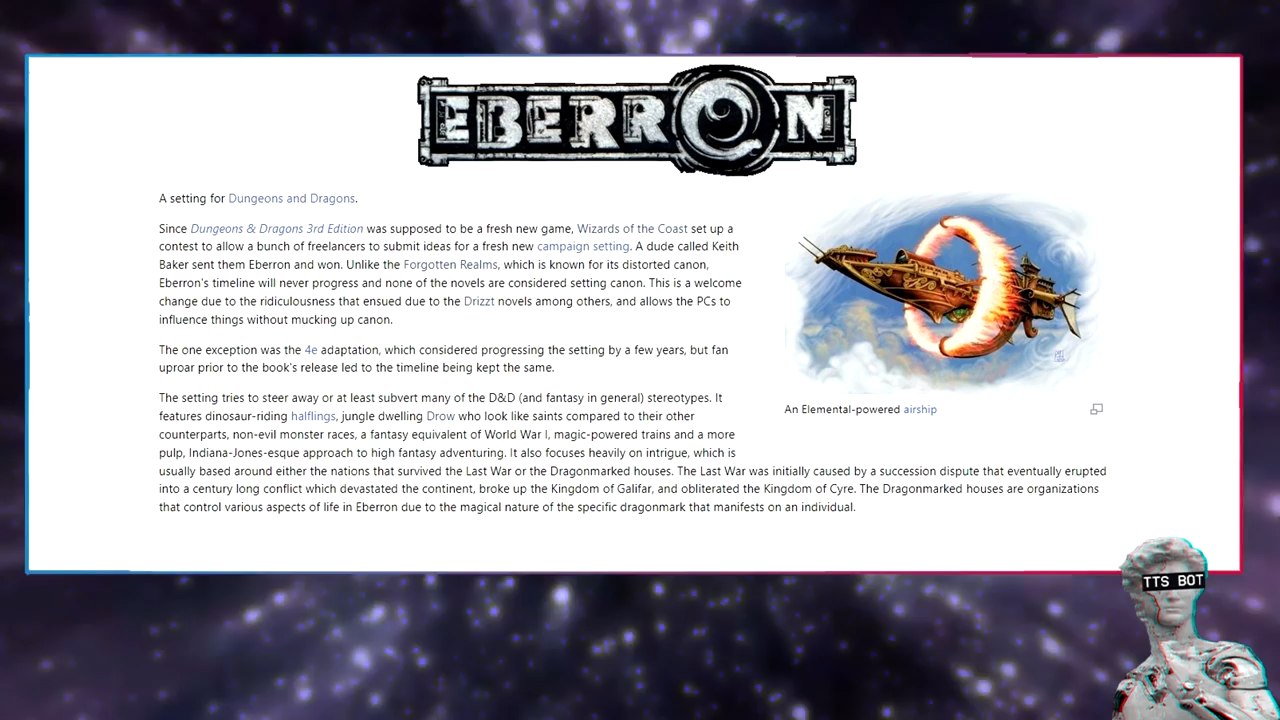 EBERRON
A setting for Dungeons and Dragons.
Since Dungeons & Dragons 3rd Edition was supposed to be a fresh new game, Wizards of the Coast set up a
contest to allow a bunch of freelancers to submit ideas for a fresh new campaign setting. A dude called Keith
Baker sent them Eberron and won. Unlike the Forgotten Realms, which is known for its distorted canon,
Eberron's timeline will never progress and none of the novels are considered setting canon. This is a welcome
change due to the ridiculousness that ensued due to the Drizzt novels among others, and allows the PCs to
influence things without mucking up canon.
The one exception was the 4e adaptation, which considered progressing the setting by a few years, but fan
uproar prior to the book's release led to the timeline being kept the same.
An Elemental-powered airship
The setting tries to steer away or at least subvert many of the D&D (and fantasy in general) stereotypes. It
features dinosaur-riding halflings, jungle dwelling Drow who look like saints compared to their other
counterparts, non-evil monster races, a fantasy equivalent of World War I, magic-powered trains and a more
pulp, Indiana-Jones-esque approach to high fantasy adventuring. It also focuses heavily on intrigue, which is
usually based around either the nations that survived the Last War or the Dragonmarked houses. The Last War was initially caused by a succession dispute that eventually erupted
into a century long conflict which devastated the continent, broke up the Kingdom of Galifar, and obliterated the Kingdom of Cyre. The Dragonmarked houses are organizations
that control various aspects of life in Eberron due to the magical nature of the specific dragonmark that manifests on an individual.
TTS BOT